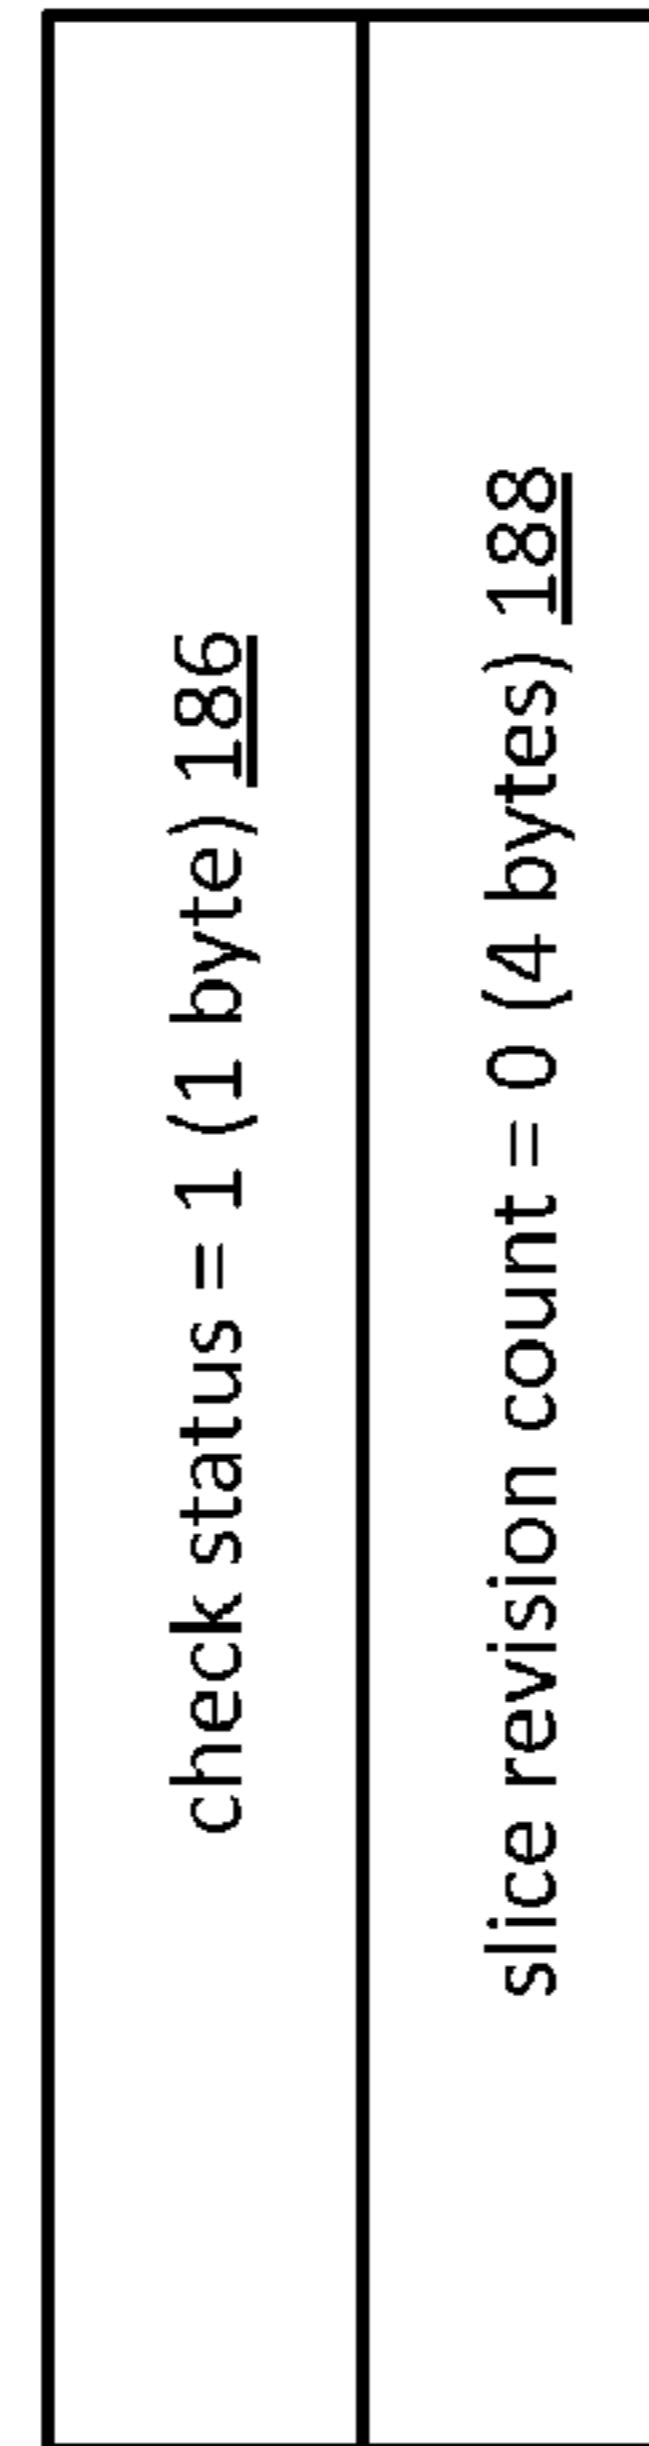 check status = 1 (1 byte) 186
slice revision count = 0 (4 bytes) 188